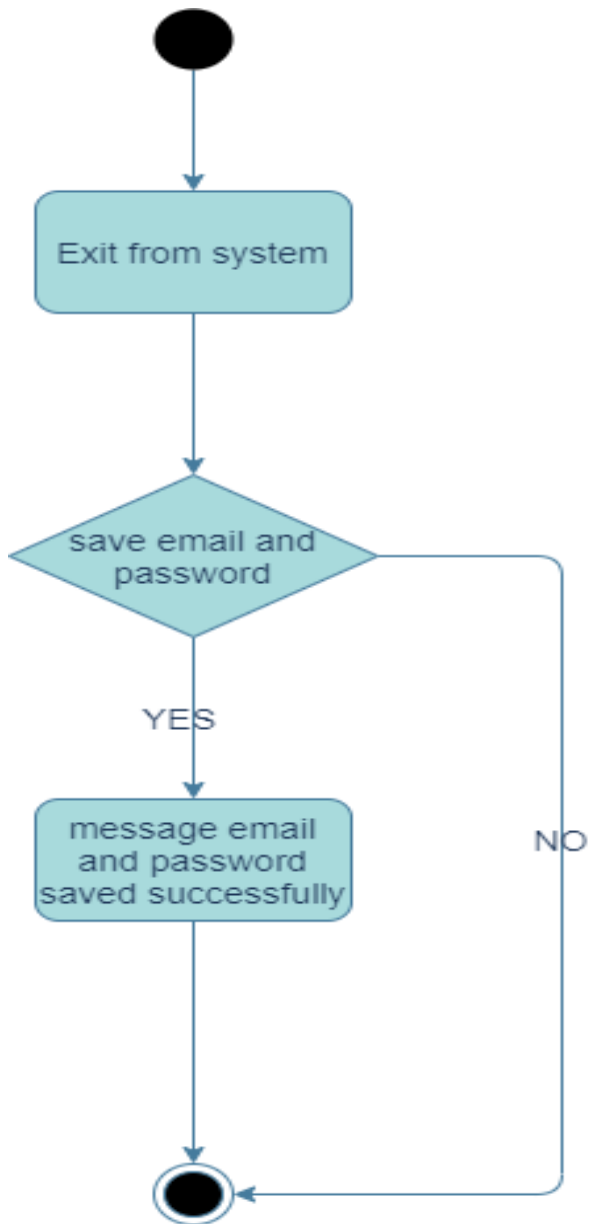 Exit from system
save email and
password
YES
message email
and password
saved successfully
NO